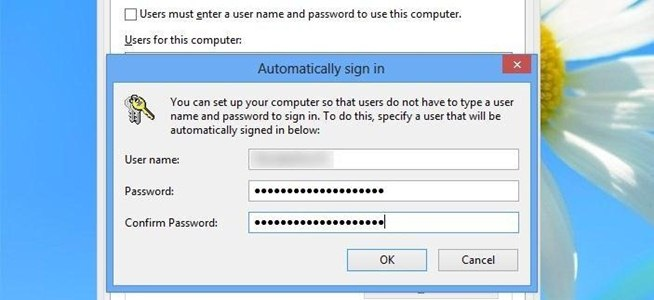 Users must enter a user name and password to use this computer.
Users for this computer:
Automatically sign in
You can set up your computer so that users do not have to type a user
name and password to sign in. To do this, specify a user that will be
automatically signed in below:
User name:
Password: ●●●●●●●●●●●●●●●●●●●●
Confirm Password: ●●●●●●●●●●●●●●●●●●●●
OK Cancel